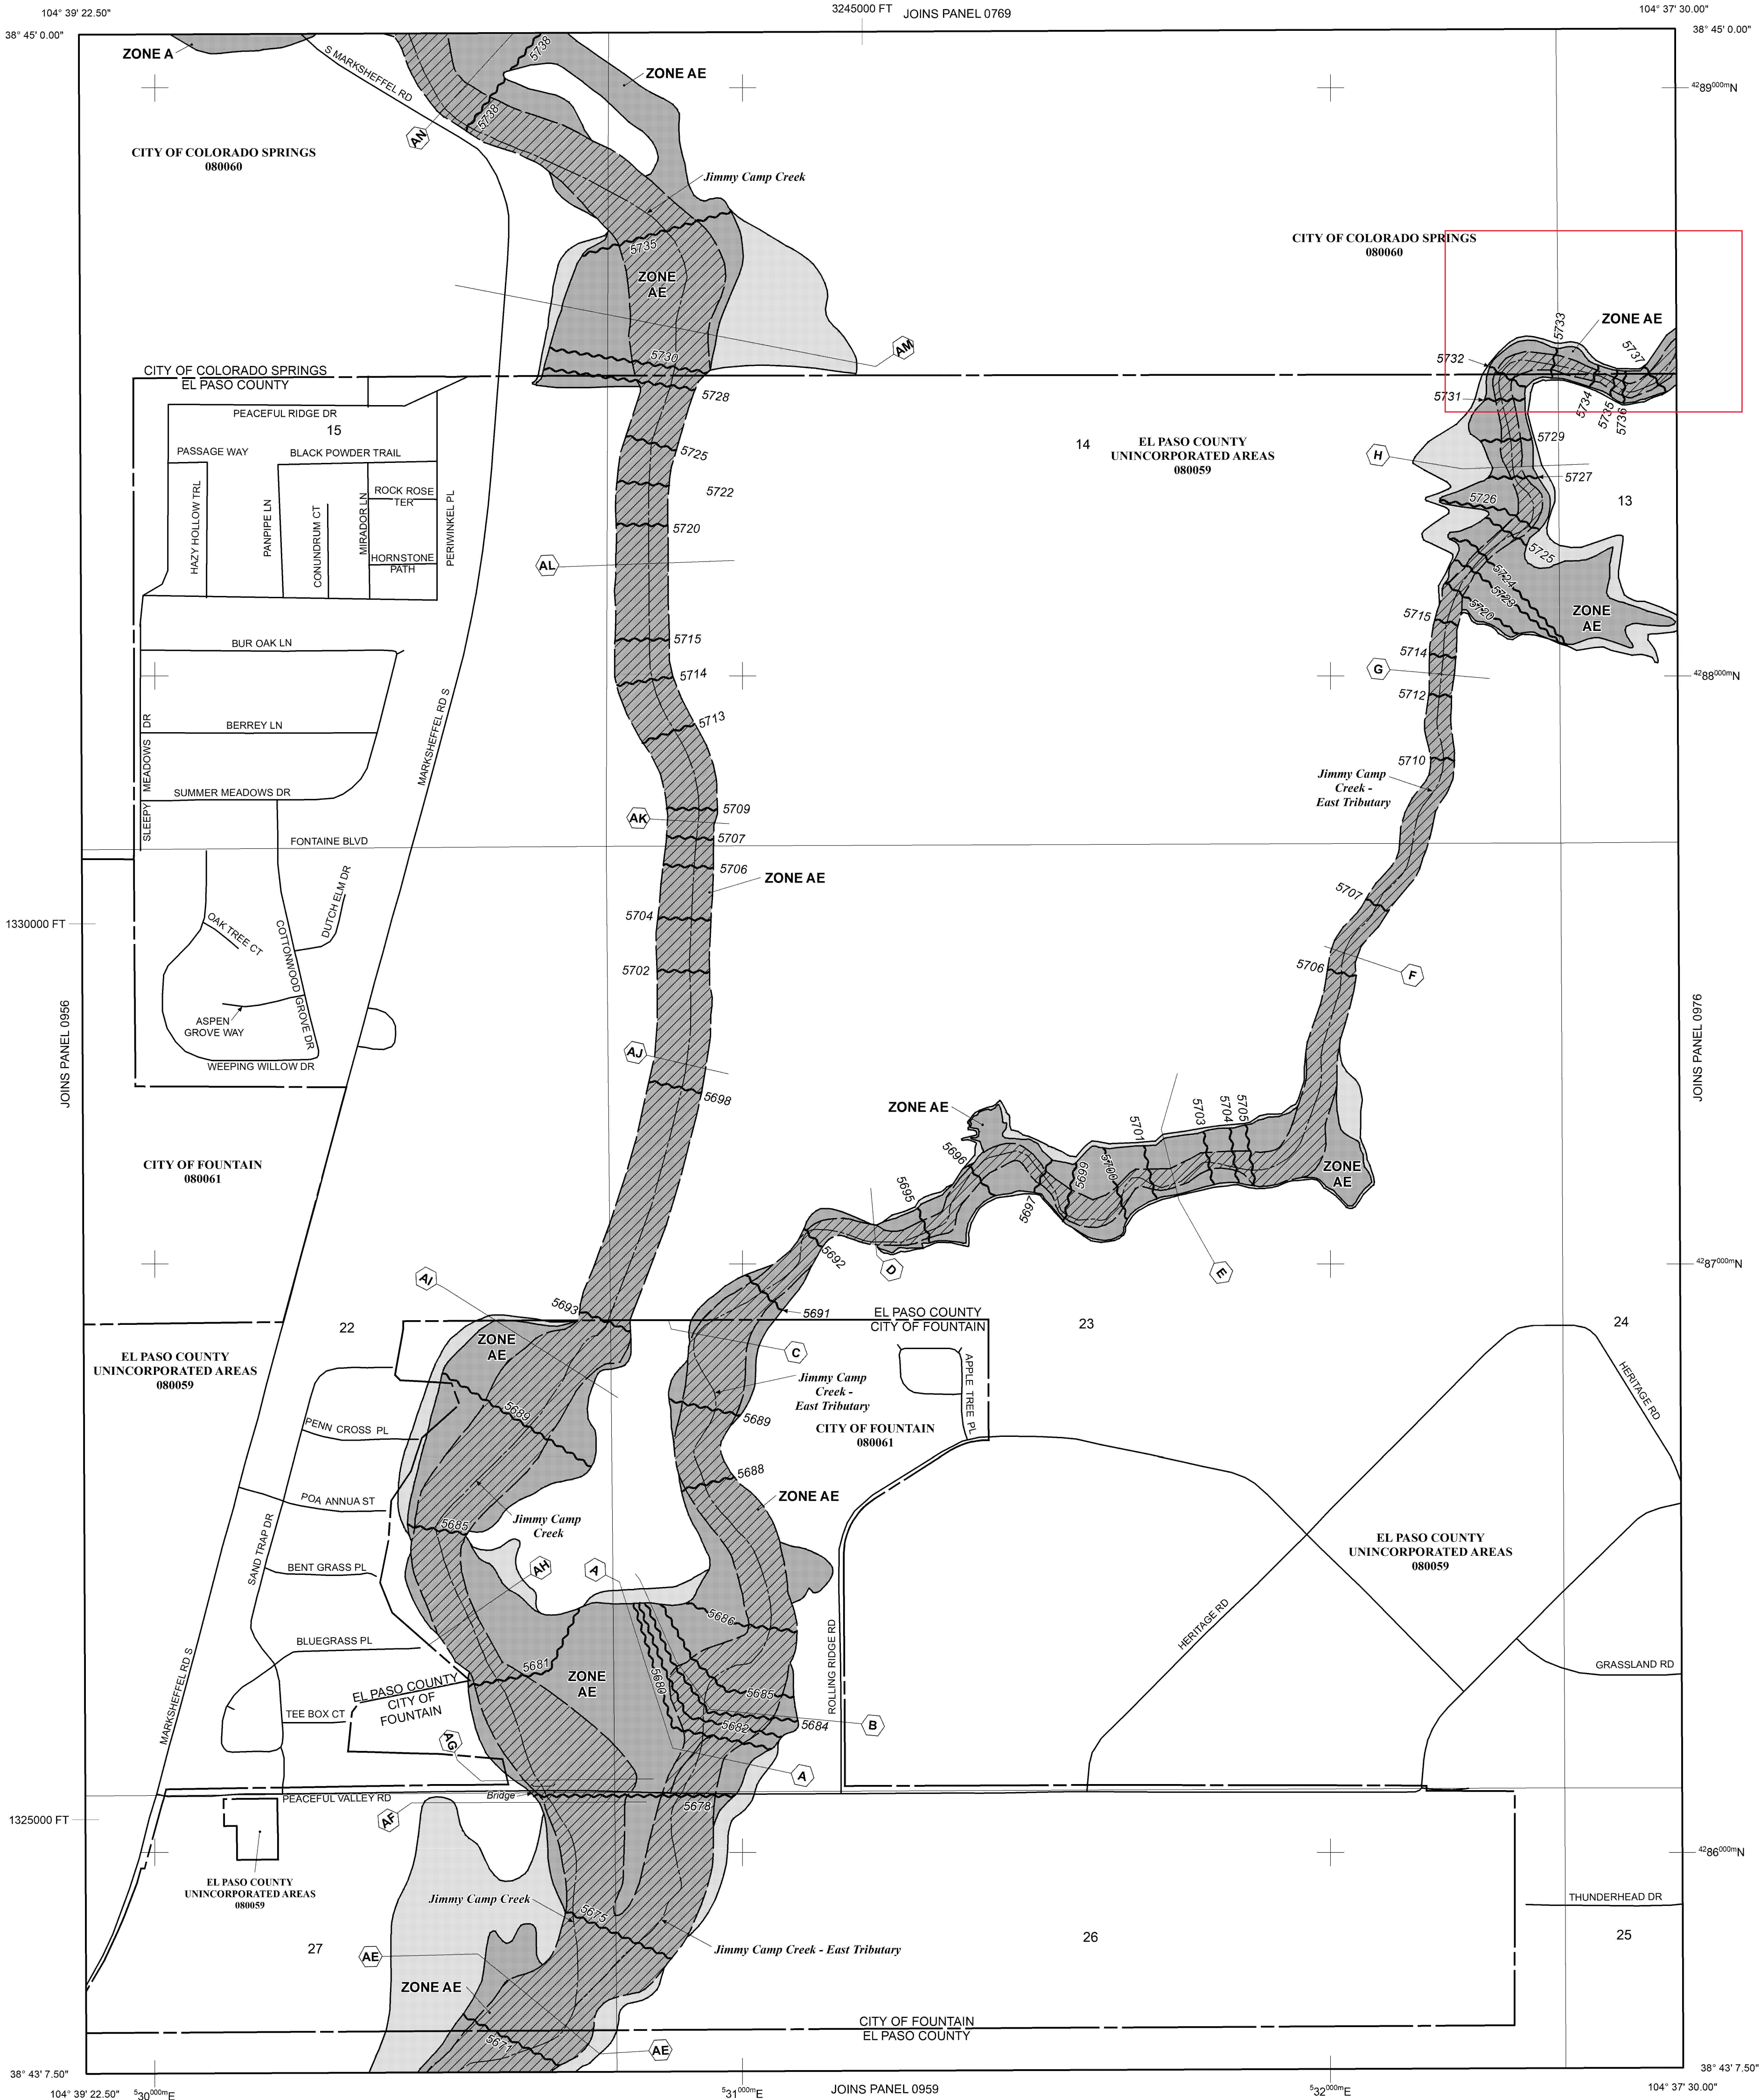 104° 39' 22.50"
3245000 FT
JOINS PANEL 0769
104° 37' 30.00"
38° 45' 0.00"
38° 45' 0.00"
ZONE A
S MARKSHEFFEL RD
5738
ZONE AE
4289000mN
5738
AN
CITY OF COLORADO SPRINGS
080060
Jimmy Camp Creek
CITY OF COLORADO SPRINGS
080060
5735
ZONE
AE
5733
ZONE AE
AM
5730
5732
5737
CITY OF COLORADO SPRINGS
EL PASO COUNTY
5728
5731
5734
5735
5736
PEACEFUL RIDGE DR
15
14
EL PASO COUNTY
UNINCORPORATED AREAS
080059
5729
PASSAGE WAY
BLACK POWDER TRAIL
5725
H
5727
ROCK ROSE
TER
5722
5726
13
HAZY HOLLOW TRL
PANPIPE LN
CONUNDRUM CT
MIRADOR LN
PERIWINKEL PL
5720
5725
HORNSTONE
PATH
AL
5724
5723
5720
ZONE
AE
5715
BUR OAK LN
5715
5714
G
4288000mN
5714
5712
SLEEPY MEADOWS DR
BERREY LN
MARKSHEFFEL RD S
5713
5710
Jimmy Camp
Creek -
East Tributary
SUMMER MEADOWS DR
AK
5709
FONTAINE BLVD
5707
5706
ZONE AE
5707
DUTCH ELM DR
OAK TREE CT
COTTONWOOD GROVE DR
1330000 FT
5704
5702
5706
F
ASPEN
GROVE WAY
JOINS PANEL 0956
JOINS PANEL 0976
AJ
WEEPING WILLOW DR
5698
ZONE AE
5696
5701
5703
5704
5705
CITY OF FOUNTAIN
080061
5695
5697
5699
5700
ZONE
AE
5692
D
E
4287000mN
AI
5693
5691
EL PASO COUNTY
CITY OF FOUNTAIN
22
ZONE
AE
23
24
EL PASO COUNTY
UNINCORPORATED AREAS
080059
C
APPLE TREE PL
HERITAGE RD
Jimmy Camp
Creek -
East Tributary
5689
5689
CITY OF FOUNTAIN
080061
PENN CROSS PL
5688
POA ANNUA ST
ZONE AE
5685
Jimmy Camp
Creek
EL PASO COUNTY
UNINCORPORATED AREAS
080059
SAND TRAP DR
BENT GRASS PL
AH
A
5686
ROLLING RIDGE RD
HERITAGE RD
BLUEGRASS PL
5681
ZONE
AE
5680
GRASSLAND RD
MARKSHEFFEL RD S
EL PASO COUNTY
CITY OF
FOUNTAIN
5685
TEE BOX CT
5682
5684
B
AG
A
Bridge
PEACEFUL VALLEY RD
5678
1325000 FT
AF
4286000mN
EL PASO COUNTY
UNINCORPORATED AREAS
080059
Jimmy Camp Creek
THUNDERHEAD DR
5675
27
26
25
AE
Jimmy Camp Creek - East Tributary
ZONE AE
CITY OF FOUNTAIN
EL PASO COUNTY
5671
AE
38° 43' 7.50"
38° 43' 7.50"
104° 39' 22.50"
530000mE
531000mE
JOINS PANEL 0959
532000mE
104° 37' 30.00"